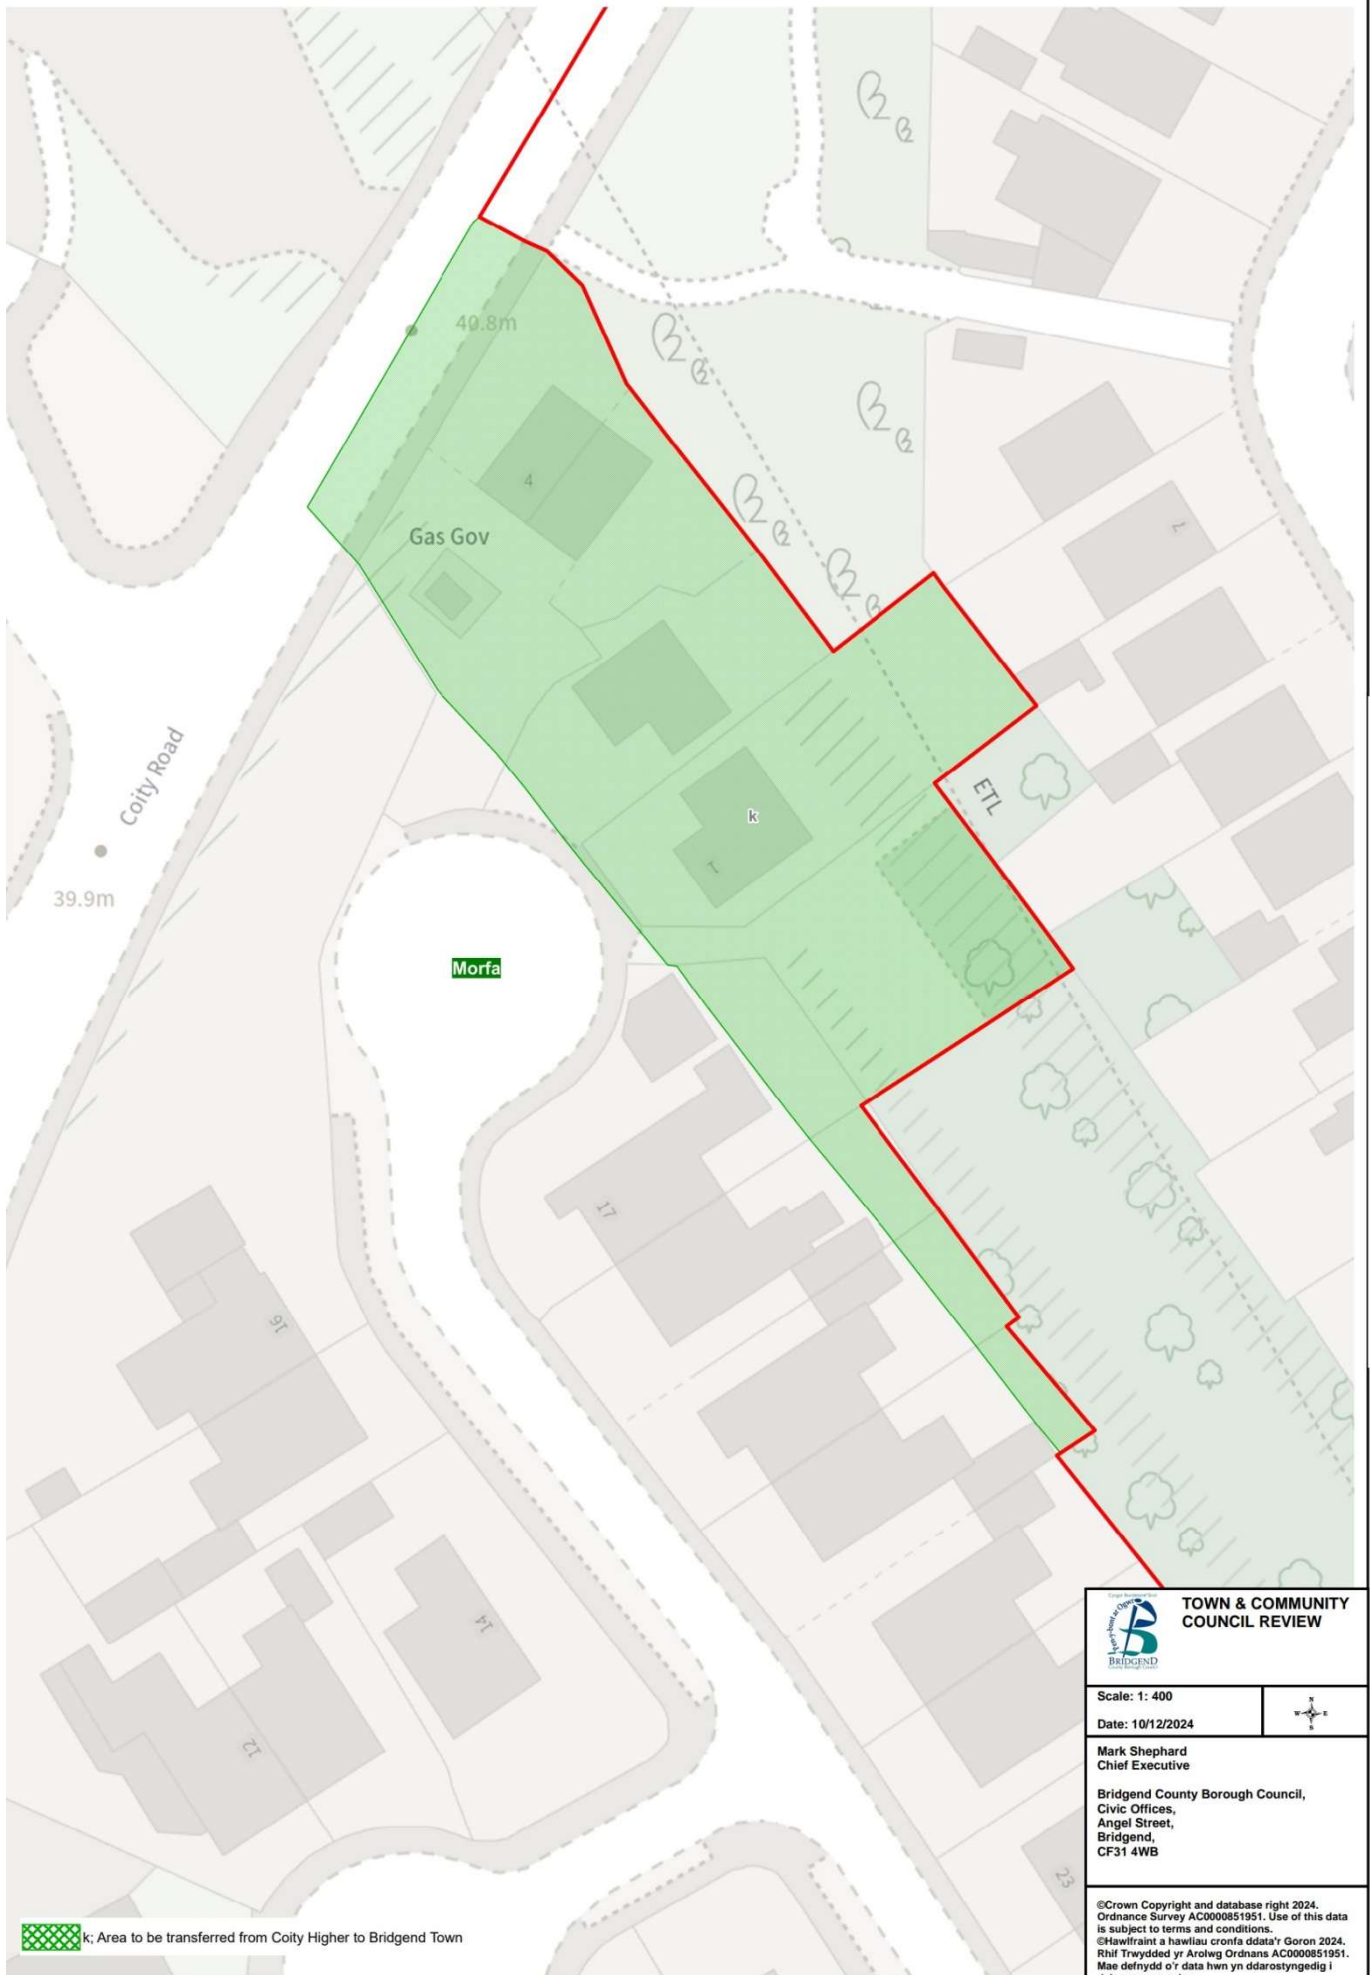 40.8m
4
Gas Gov
7
Coity Road
ETL
k
1
39.9m
Morfa
17
16
14
12
23
TOWN & COMMUNITY
COUNCIL REVIEW
BRIDGEND
County Borough Council
Scale: 1: 400
Date: 10/12/2024
N
W E
S
Mark Shephard
Chief Executive
Bridgend County Borough Council,
Civic Offices,
Angel Street,
Bridgend,
CF31 4WB
©Crown Copyright and database right 2024.
Ordnance Survey AC0000851951. Use of this data
is subject to terms and conditions.
©Hawlfraint a hawliau cronfa ddata'r Goron 2024.
Rhif Trwydded yr Arolwg Ordnans AC0000851951.
Mae defnydd o'r data hwn yn ddarostyngedig i
k; Area to be transferred from Coity Higher to Bridgend Town